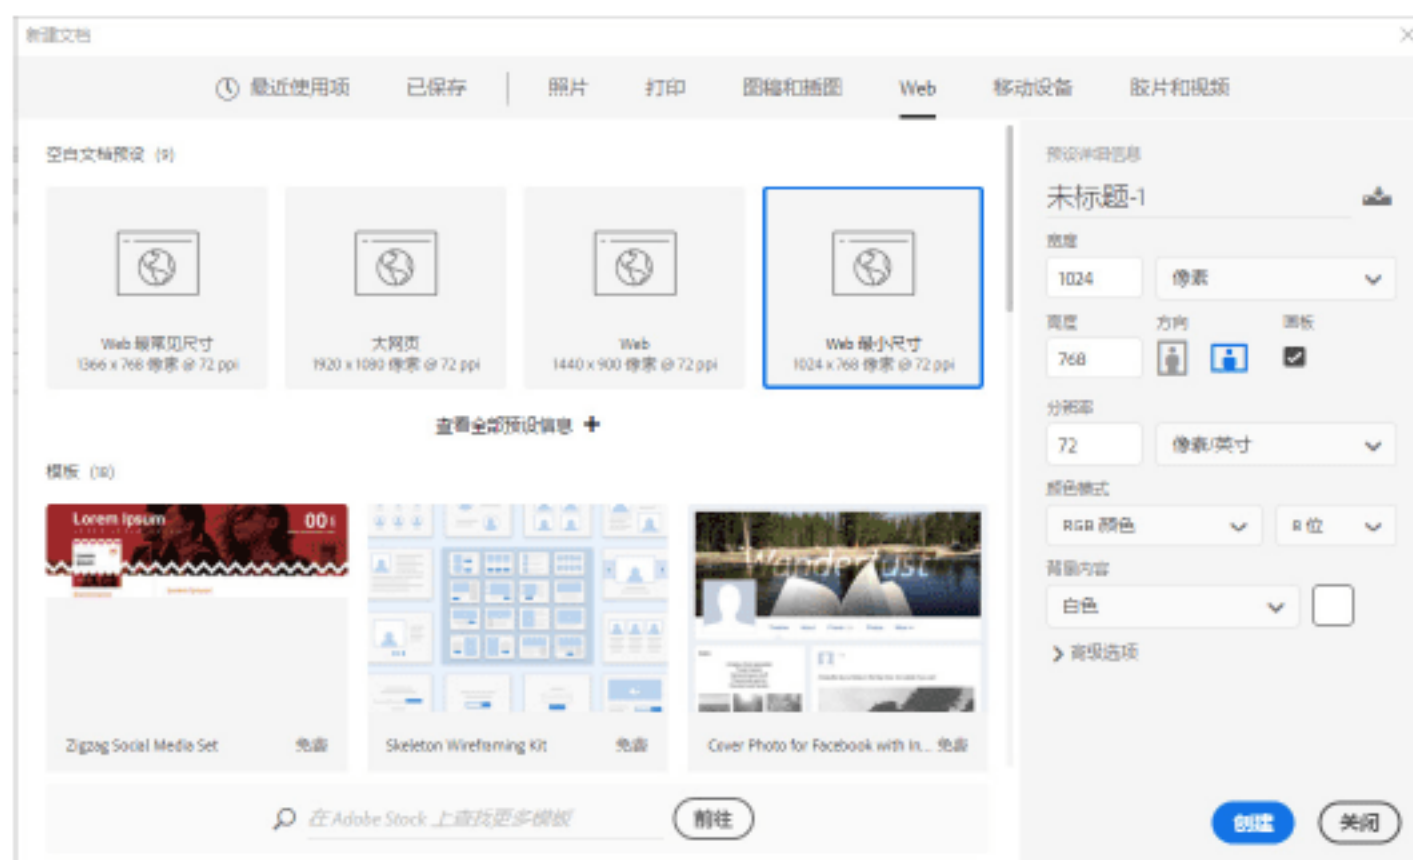 新建文档
最近使用项 已保存 照片 打印 图稿和插图 Web 移动设备 胶片和视频
空白文档预设 (9)
Web 最常见尺寸
1366 x 768 像素 @ 72 ppi
大网页
1920 x 1080 像素 @ 72 ppi
Web
1440 x 900 像素 @ 72 ppi
Web 最小尺寸
1024 x 768 像素 @ 72 ppi
查看全部预设信息 +
模板 (18)
Lorem Ipsum
001
Wanderlust
Zigzag Social Media Set 免费
Skeleton Wireframing Kit 免费
Cover Photo for Facebook with In... 免费
在 Adobe Stock 上查找更多模板
前往
预设详细信息
未标题-1
宽度
1024 像素
高度 方向 画板
768
分辨率
72 像素/英寸
颜色模式
RGB 颜色 8 位
背景内容
白色
高级选项
创建 关闭